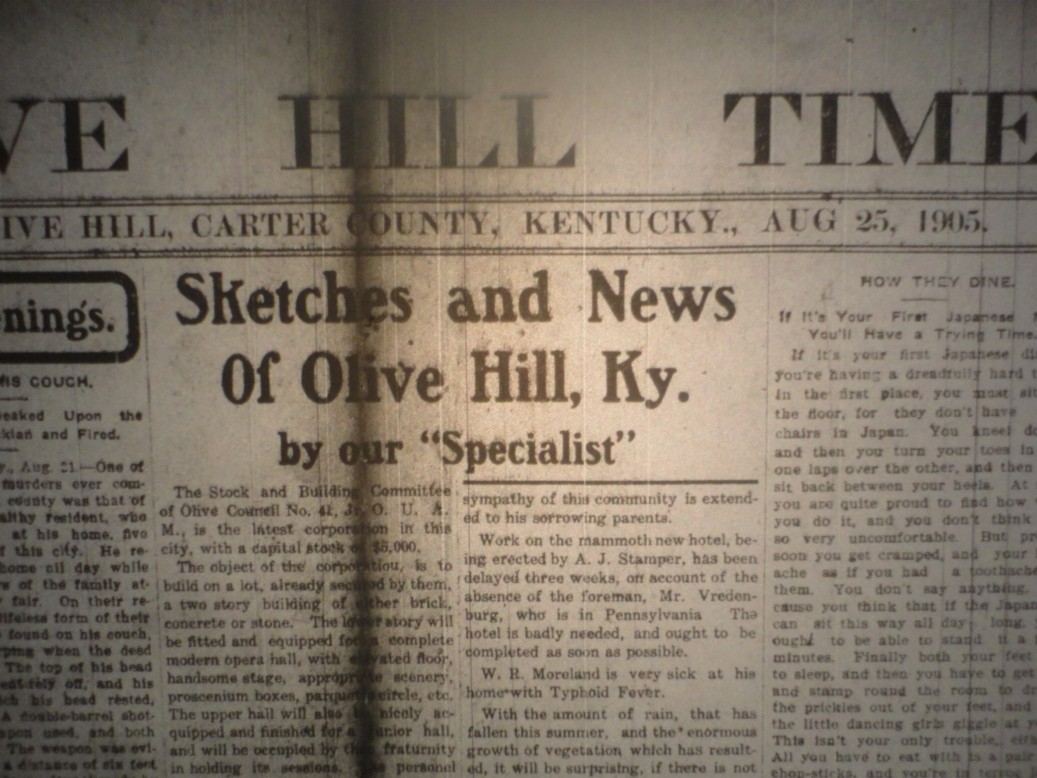 VE HILL TIME
IVE HILL, CARTER COUNTY, KENTUCKY., AUG 25, 1905.
nings.
HIS COUCH.
eaked Upon the
kian and Fired.
y., Aug. 21.—One of
murders ever com-
county was that of
althy resident, who
at his home, five
f this city. He re-
home all day while
w of the family at-
fair. On their re-
lifeless form of their
found on his couch,
rping when the deed
The top of his head
entirely off, and his
ch his head rested,
A double-barrel shot-
apon used, and both
The weapon was evi-
a distance of six feet
Sketches and News
Of Olive Hill, Ky.
by our "Specialist"
The Stock and Building Committee
of Olive Council No. 41, Jr. O. U. A.
M., is the latest corporation in this
city, with a capital stock of $5,000.
The object of the corporation, is to
build on a lot, already secured by them,
a two story building of either brick,
concrete or stone. The lower story will
be fitted and equipped for a complete
modern opera hall, with elevated floor,
handsome stage, appropriate scenery,
proscenium boxes, parquet circle, etc.
The upper hall will also be nicely ac-
quipped and finished for a Junior hall,
and will be occupied by the fraturnity
in holding its sessions. The personal
sympathy of this community is extend-
ed to his sorrowing parents.
Work on the mammoth new hotel, be-
ing erected by A. J. Stamper, has been
delayed three weeks, on account of the
absence of the foreman, Mr. Vreden-
burg, who is in Pennsylvania The
hotel is badly needed, and ought to be
completed as soon as possible.
W. R. Moreland is very sick at his
home with Typhoid Fever.
With the amount of rain, that has
fallen this summer, and the enormous
growth of vegetation which has result-
ed, it will be surprising, if there is not
HOW THEY DINE.
If It's Your First Japanese
You'll Have a Trying Time.
If it's your first Japanese di
you're having a dreadfully hard t
In the first place, you must sit
the floor, for they don't have
chairs in Japan. You kneel do
and then you turn your toes in
one laps over the other, and then
sit back between your heels. At
you are quite proud to find how
you do it, and you don't think
so very uncomfortable. But pr
soon you get cramped, and your
ache as if you had a toothache
them. You don't say anything,
cause you think that if the Japan
can sit this way all day long,
ought to be able to stand it a
minutes. Finally both your feet
to sleep, and then you have to get
and stamp round the room to dr
the prickles out of your feet, and
the little dancing girls giggle at y
This isn't your only trouble, eith
All you have to eat with is a pair
chop-sticks, and you're